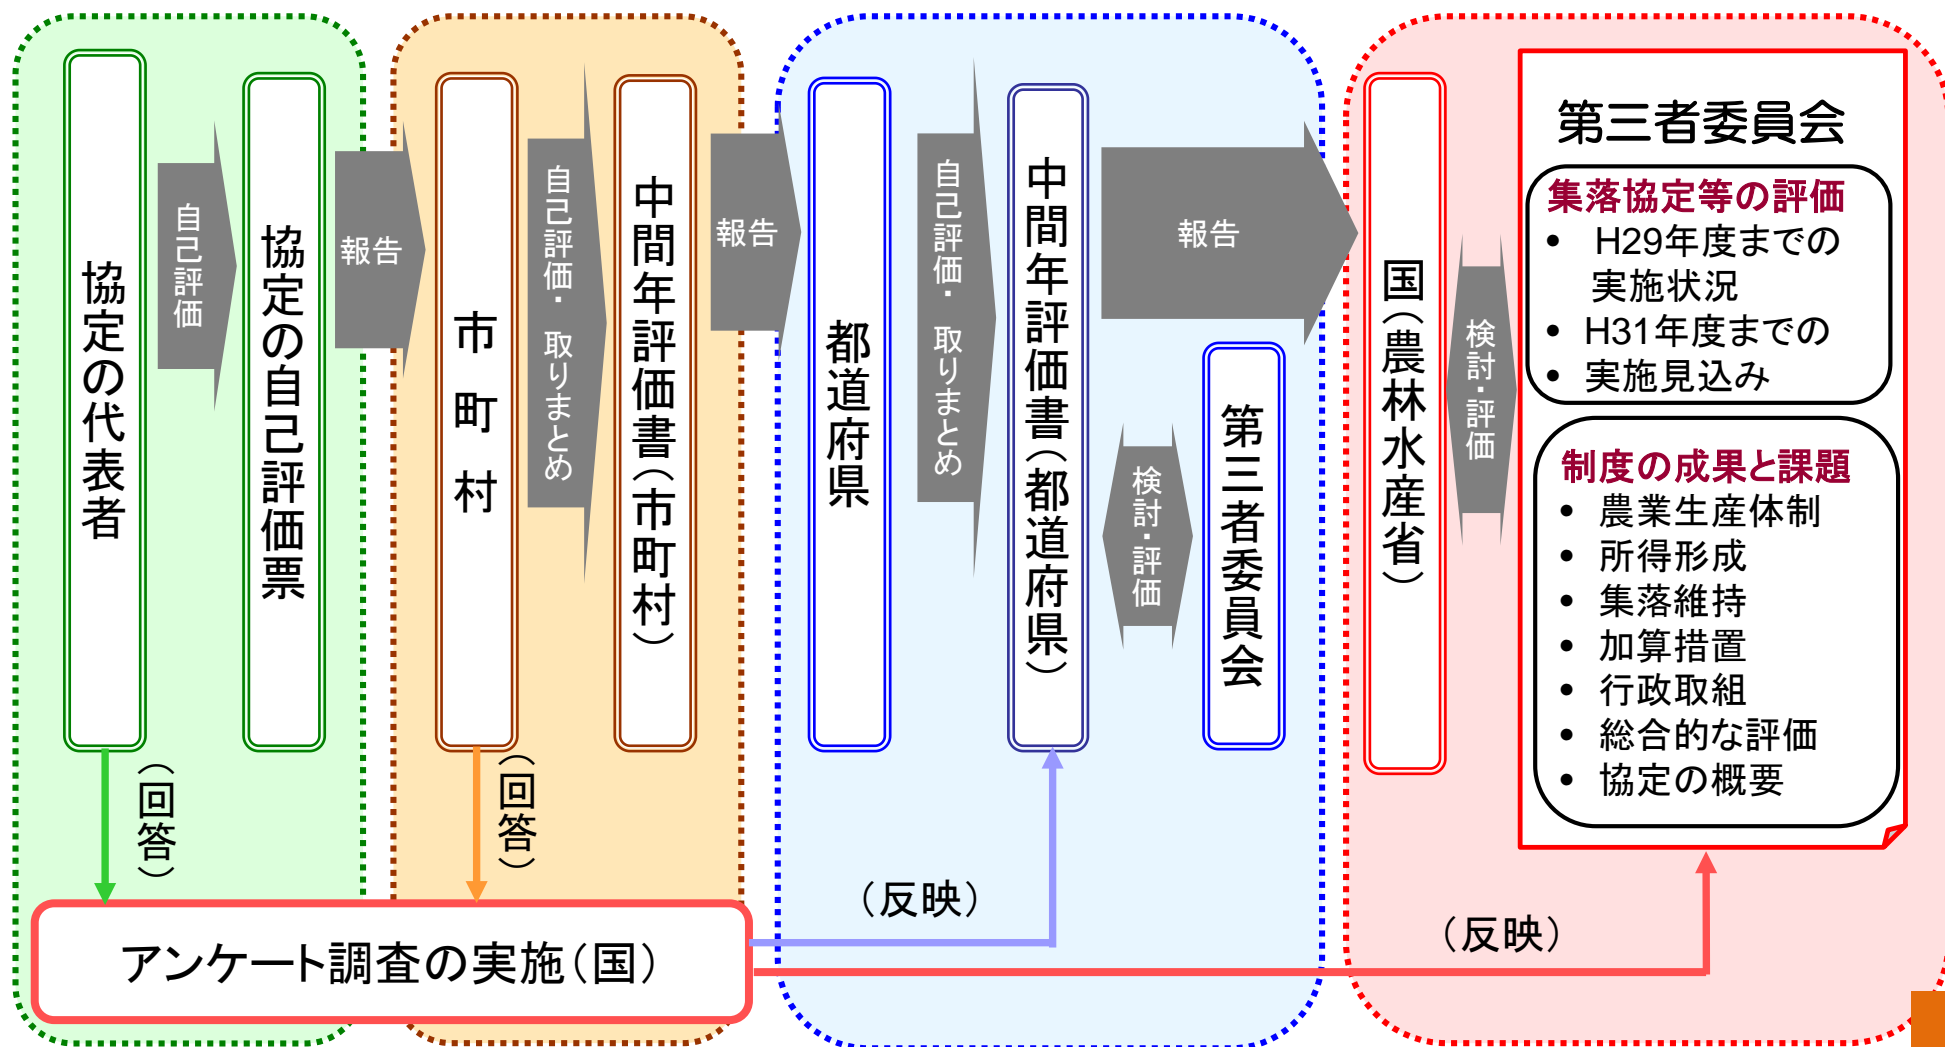 協定の代表者
自己評価
協定の自己評価票
報告
市町村
自己評価・取りまとめ
中間年評価書（市町村）
報告
都道府県
自己評価・取りまとめ
中間年評価書（都道府県）
報告
検討・評価
第三者委員会
国（農林水産省）
検討・評価
第三者委員会
集落協定等の評価
• H29年度までの
実施状況
• H31年度までの
• 実施見込み
制度の成果と課題
• 農業生産体制
• 所得形成
• 集落維持
• 加算措置
• 行政取組
• 総合的な評価
• 協定の概要
（回答）
（回答）
（反映）
（反映）
アンケート調査の実施（国）